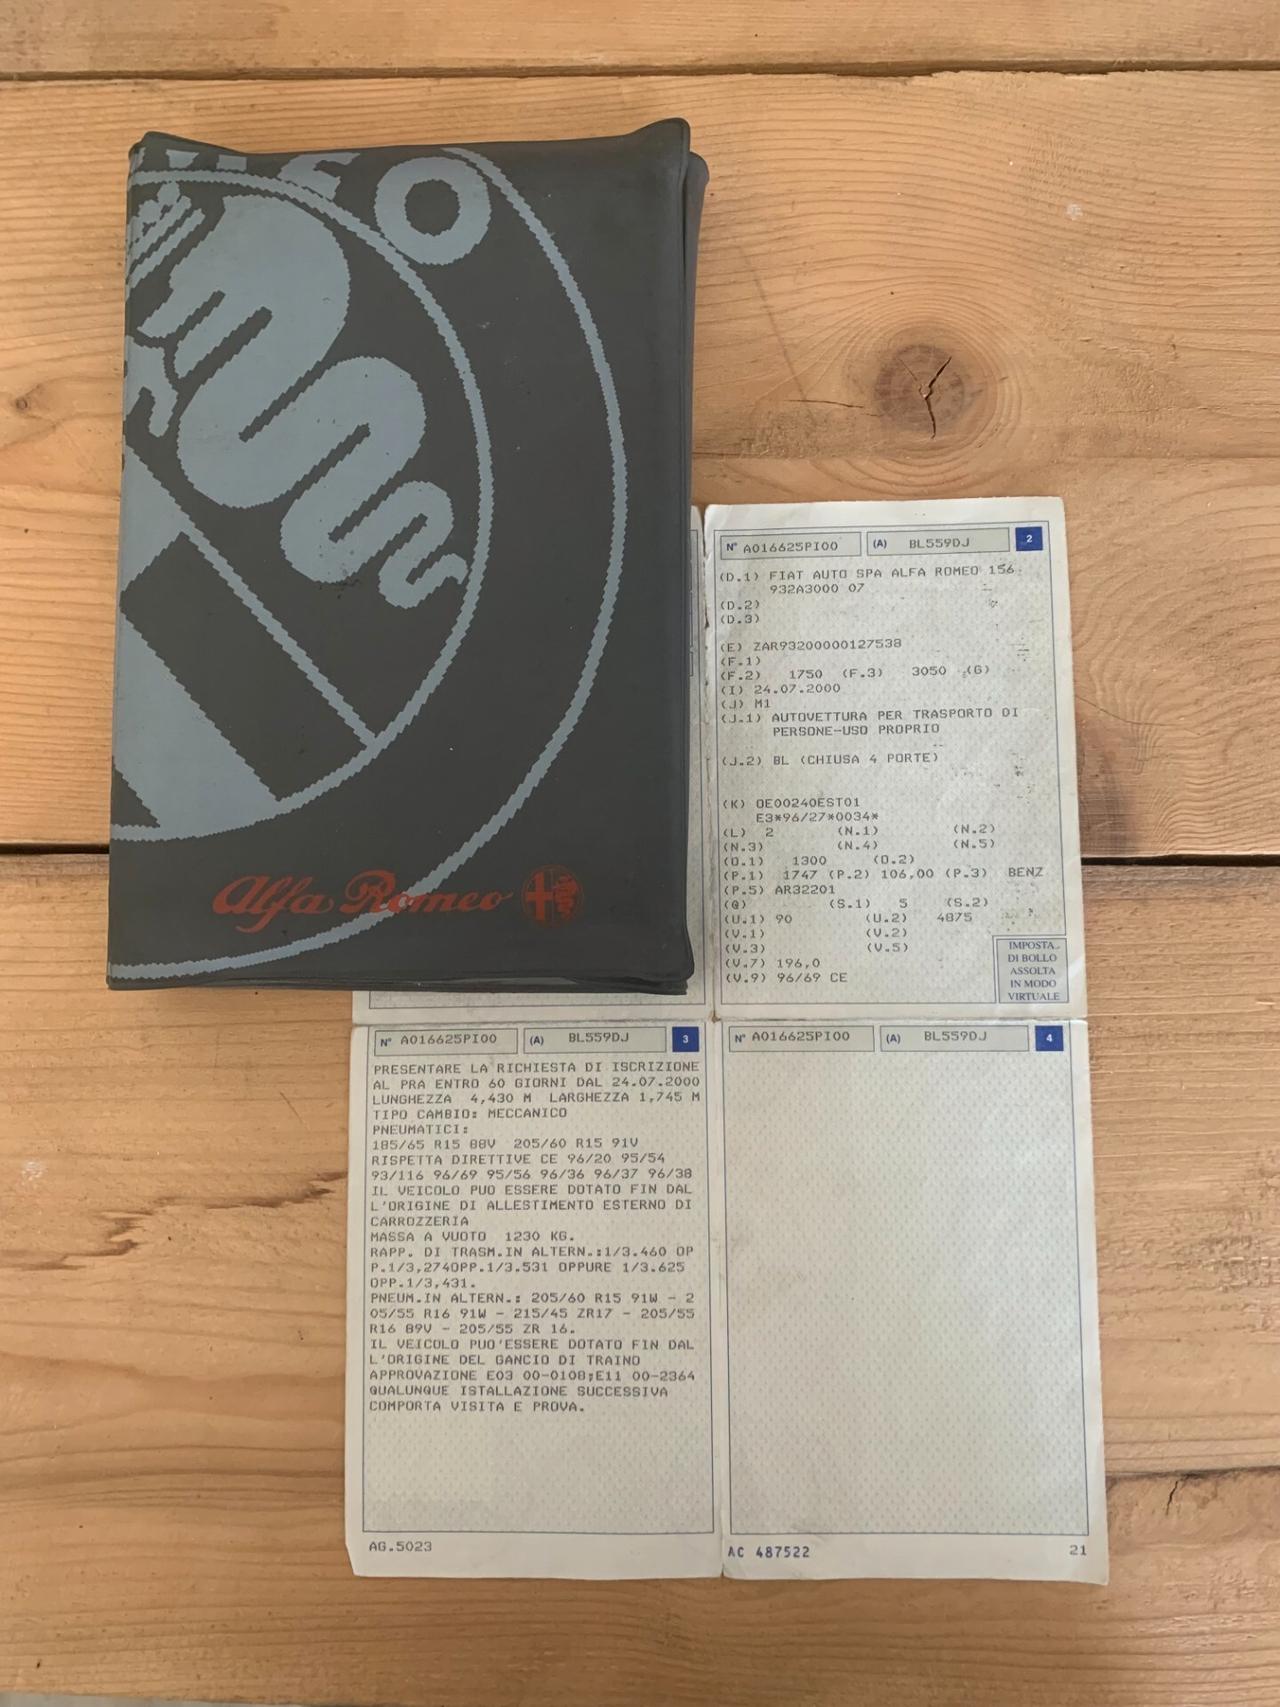 Alfa Romeo
N° A016625PI00 (A) BL559DJ 2
(D.1) FIAT AUTO SPA ALFA ROMEO 156
932A3000 07
(D.2)
(D.3)
(E) ZAR93200000127538
(F.1)
(F.2) 1750 (F.3) 3050 (G)
(I) 24.07.2000
(J) M1
(J.1) AUTOVETTURA PER TRASPORTO DI
PERSONE-USO PROPRIO
(J.2) BL (CHIUSA 4 PORTE)
(K) OE00240EST01
E3*96/27*0034*
(L) 2 (N.1) (N.2)
(N.3) (N.4) (N.5)
(O.1) 1300 (O.2)
(P.1) 1747 (P.2) 106,00 (P.3) BENZ
(P.5) AR32201
(Q) (S.1) 5 (S.2)
(U.1) 90 (U.2) 4875
(V.1) (V.2)
(V.3) (V.5)
(V.7) 196,0
(V.9) 96/69 CE
IMPOSTA
DI BOLLO
ASSOLTA
IN MODO
VIRTUALE
N° A016625PI00 (A) BL559DJ 3
PRESENTARE LA RICHIESTA DI ISCRIZIONE
AL PRA ENTRO 60 GIORNI DAL 24.07.2000
LUNGHEZZA 4,430 M LARGHEZZA 1,745 M
TIPO CAMBIO: MECCANICO
PNEUMATICI:
185/65 R15 88V 205/60 R15 91V
RISPETTA DIRETTIVE CE 96/20 95/54
93/116 96/69 95/56 96/36 96/37 96/38
IL VEICOLO PUO ESSERE DOTATO FIN DAL
L'ORIGINE DI ALLESTIMENTO ESTERNO DI
CARROZZERIA
MASSA A VUOTO 1230 KG.
RAPP. DI TRASM.IN ALTERN.:1/3.460 OP
P.1/3,274OPP.1/3.531 OPPURE 1/3.625
OPP.1/3,431.
PNEUM.IN ALTERN.: 205/60 R15 91W - 2
05/55 R16 91W - 215/45 ZR17 - 205/55
R16 89V - 205/55 ZR 16.
IL VEICOLO PUO'ESSERE DOTATO FIN DAL
L'ORIGINE DEL GANCIO DI TRAINO
APPROVAZIONE E03 00-0108;E11 00-2364
QUALUNQUE ISTALLAZIONE SUCCESSIVA
COMPORTA VISITA E PROVA.
AG.5023
N° A016625PI00 (A) BL559DJ 4
AC 487522 21